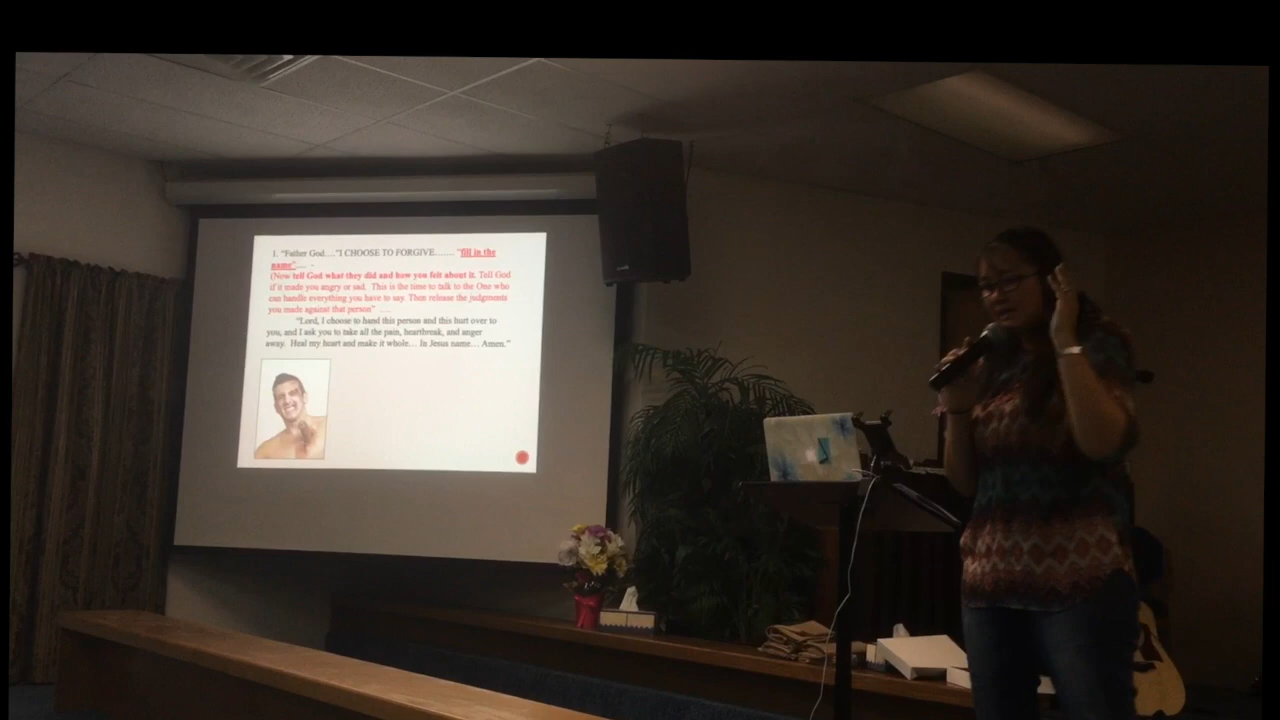 1. "Father God...."I CHOOSE TO FORGIVE....... "fill in the
name".... -
(Now tell God what they did and how you felt about it. Tell God
if it made you angry or sad. This is the time to talk to the One who
can handle everything you have to say. Then release the judgments
you made against that person" ....
"Lord, I choose to hand this person and this hurt over to
you, and I ask you to take all the pain, heartbreak, and anger
away. Heal my heart and make it whole... In Jesus name... Amen."